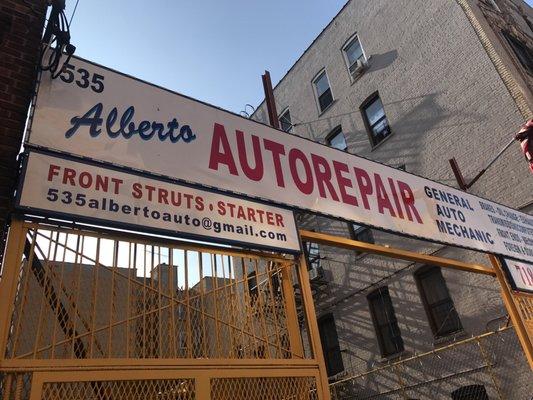 535
Alberto AUTOREPAIR
GENERAL
AUTO
MECHANIC
FRONT STRUTS • STARTER
535albertoauto@gmail.com